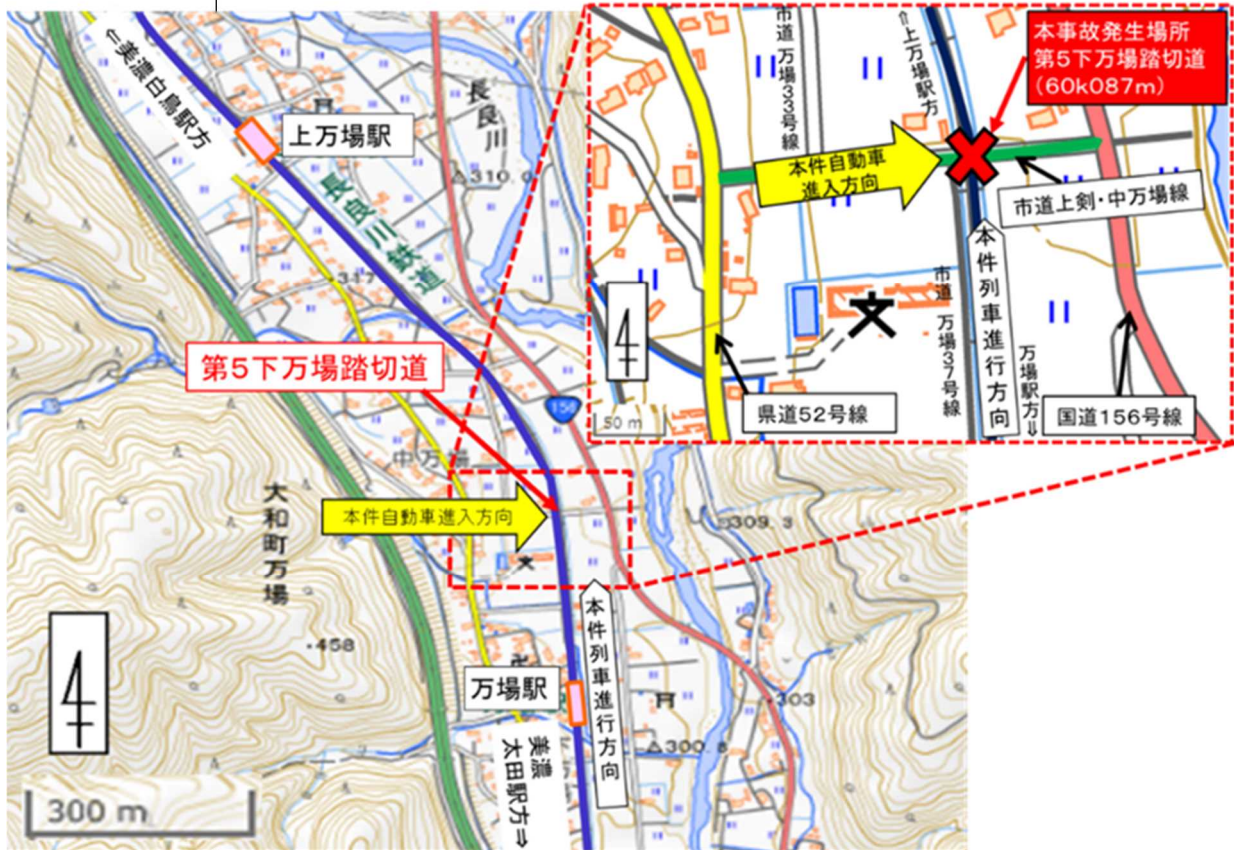 ⇐美濃白鳥駅方
上万場駅
長良川
310.0
長良川鉄道
317
第5下万場踏切道
156
中万場
本件自動車進入方向
大和町万場
309.3
458
万場駅
本件列車進行方向
303
300.8
美濃
太田駅方⇒
300 m
市道 万場33号線
⇐上万場駅方
本事故発生場所
第5下万場踏切道
(60k087m)
本件自動車
進入方向
市道上剣・中万場線
本件列車進行方向
市道 万場37号線
万場駅方⇒
県道52号線
国道156号線
50 m